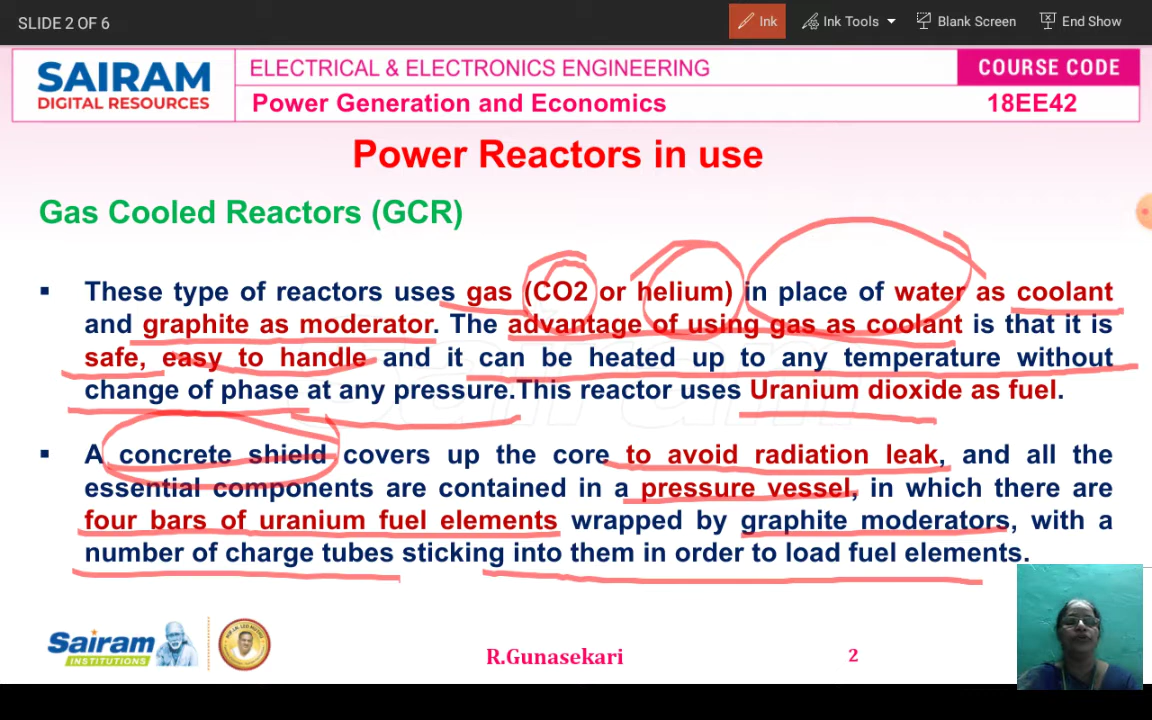 SLIDE 2 OF 6
Ink
Ink Tools
Blank Screen
End Show
SAIRAM
DIGITAL RESOURCES
ELECTRICAL & ELECTRONICS ENGINEERING
COURSE CODE
Power Generation and Economics
18EE42
Power Reactors in use
Gas Cooled Reactors (GCR)
▪ These type of reactors uses gas (CO2 or helium) in place of water as coolant
and graphite as moderator. The advantage of using gas as coolant is that it is
safe, easy to handle and it can be heated up to any temperature without
change of phase at any pressure.This reactor uses Uranium dioxide as fuel.
▪ A concrete shield covers up the core to avoid radiation leak, and all the
essential components are contained in a pressure vessel, in which there are
four bars of uranium fuel elements wrapped by graphite moderators, with a
number of charge tubes sticking into them in order to load fuel elements.
Sairam
INSTITUTIONS
R.Gunasekari
2